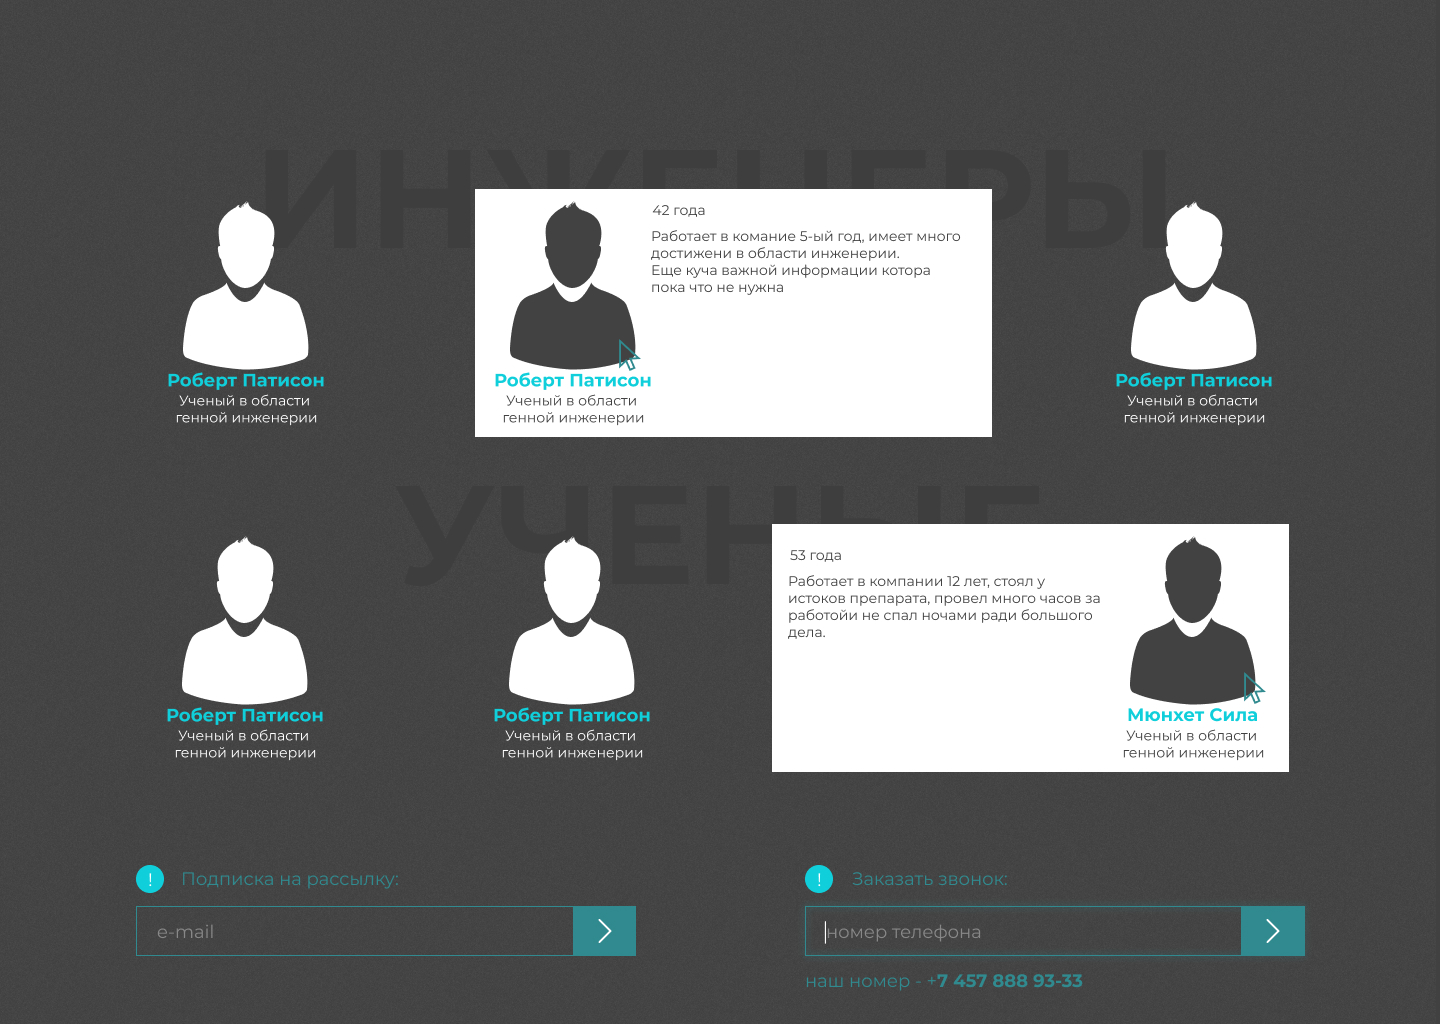 ИНЖЕНЕРЫ
Роберт Патисон
Ученый в области
генной инженерии
Роберт Патисон
Ученый в области
генной инженерии
42 года
Работает в комание 5-ый год, имеет много
достижени в области инженерии.
Еще куча важной информации котора
пока что не нужна
Роберт Патисон
Ученый в области
генной инженерии
УЧЕНЫЕ
Роберт Патисон
Ученый в области
генной инженерии
Роберт Патисон
Ученый в области
генной инженерии
53 года
Работает в компании 12 лет, стоял у
истоков препарата, провел много часов за
работойи не спал ночами ради большого
дела.
Мюнхет Сила
Ученый в области
генной инженерии
! Подписка на рассылку:
e-mail
! Заказать звонок:
номер телефона
наш номер - +7 457 888 93-33